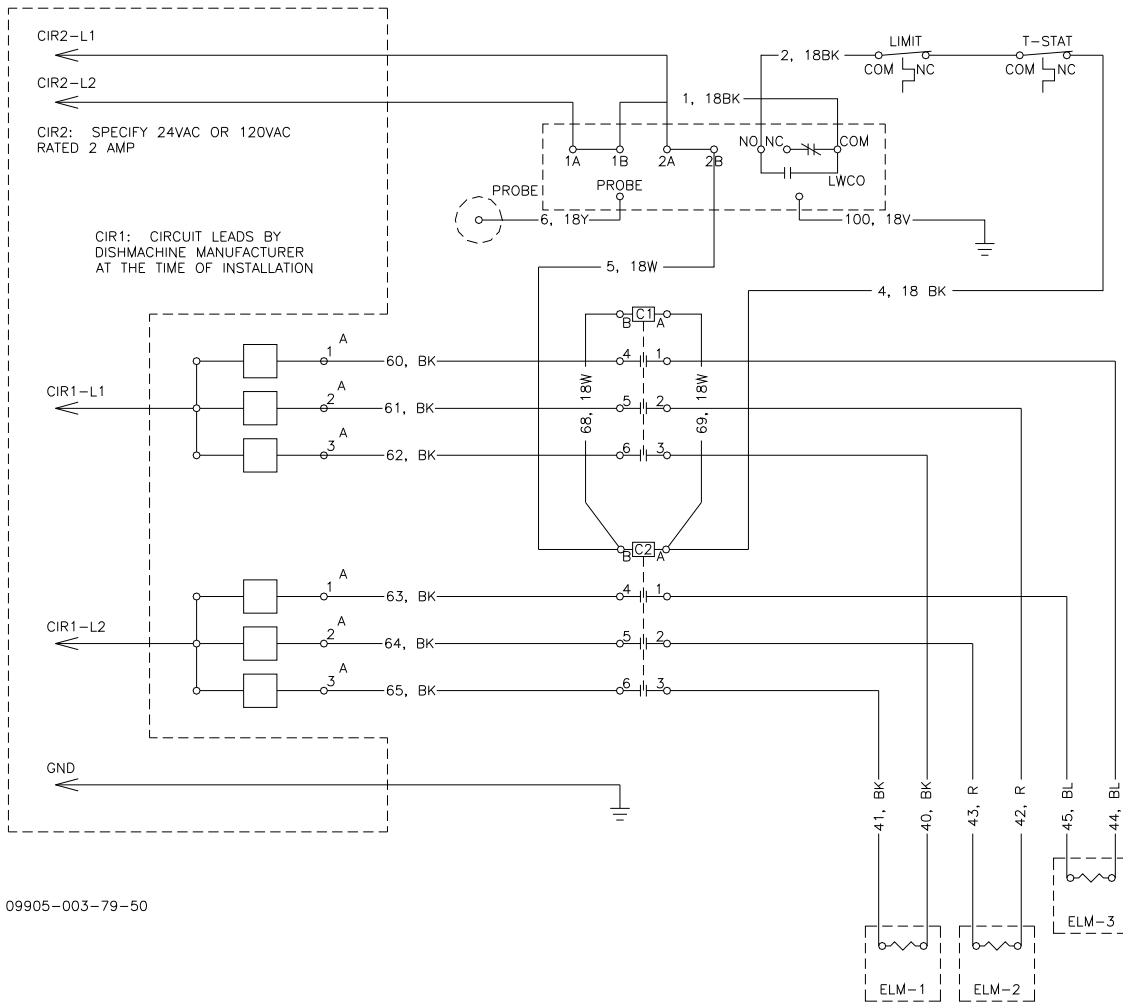 CIR2-L1
LIMIT
T-STAT
2, 18BK
COM NC
COM NC
CIR2-L2
1, 18BK
CIR2: SPECIFY 24VAC OR 120VAC
RATED 2 AMP
NO NC COM
1A 1B 2A 2B
LWCO
PROBE
PROBE
6, 18Y
100, 18V
CIR1: CIRCUIT LEADS BY
DISHMACHINE MANUFACTURER
AT THE TIME OF INSTALLATION
5, 18W
4, 18 BK
B C1 A
A
1
60, BK
4 1
CIR1-L1
A
2
61, BK
5 2
68, 18W
69, 18W
A
3
62, BK
6 3
B C2 A
A
1
63, BK
4 1
CIR1-L2
A
2
64, BK
5 2
A
3
65, BK
6 3
GND
41, BK
40, BK
43, R
42, R
45, BL
44, BL
09905-003-79-50
ELM-3
ELM-1
ELM-2